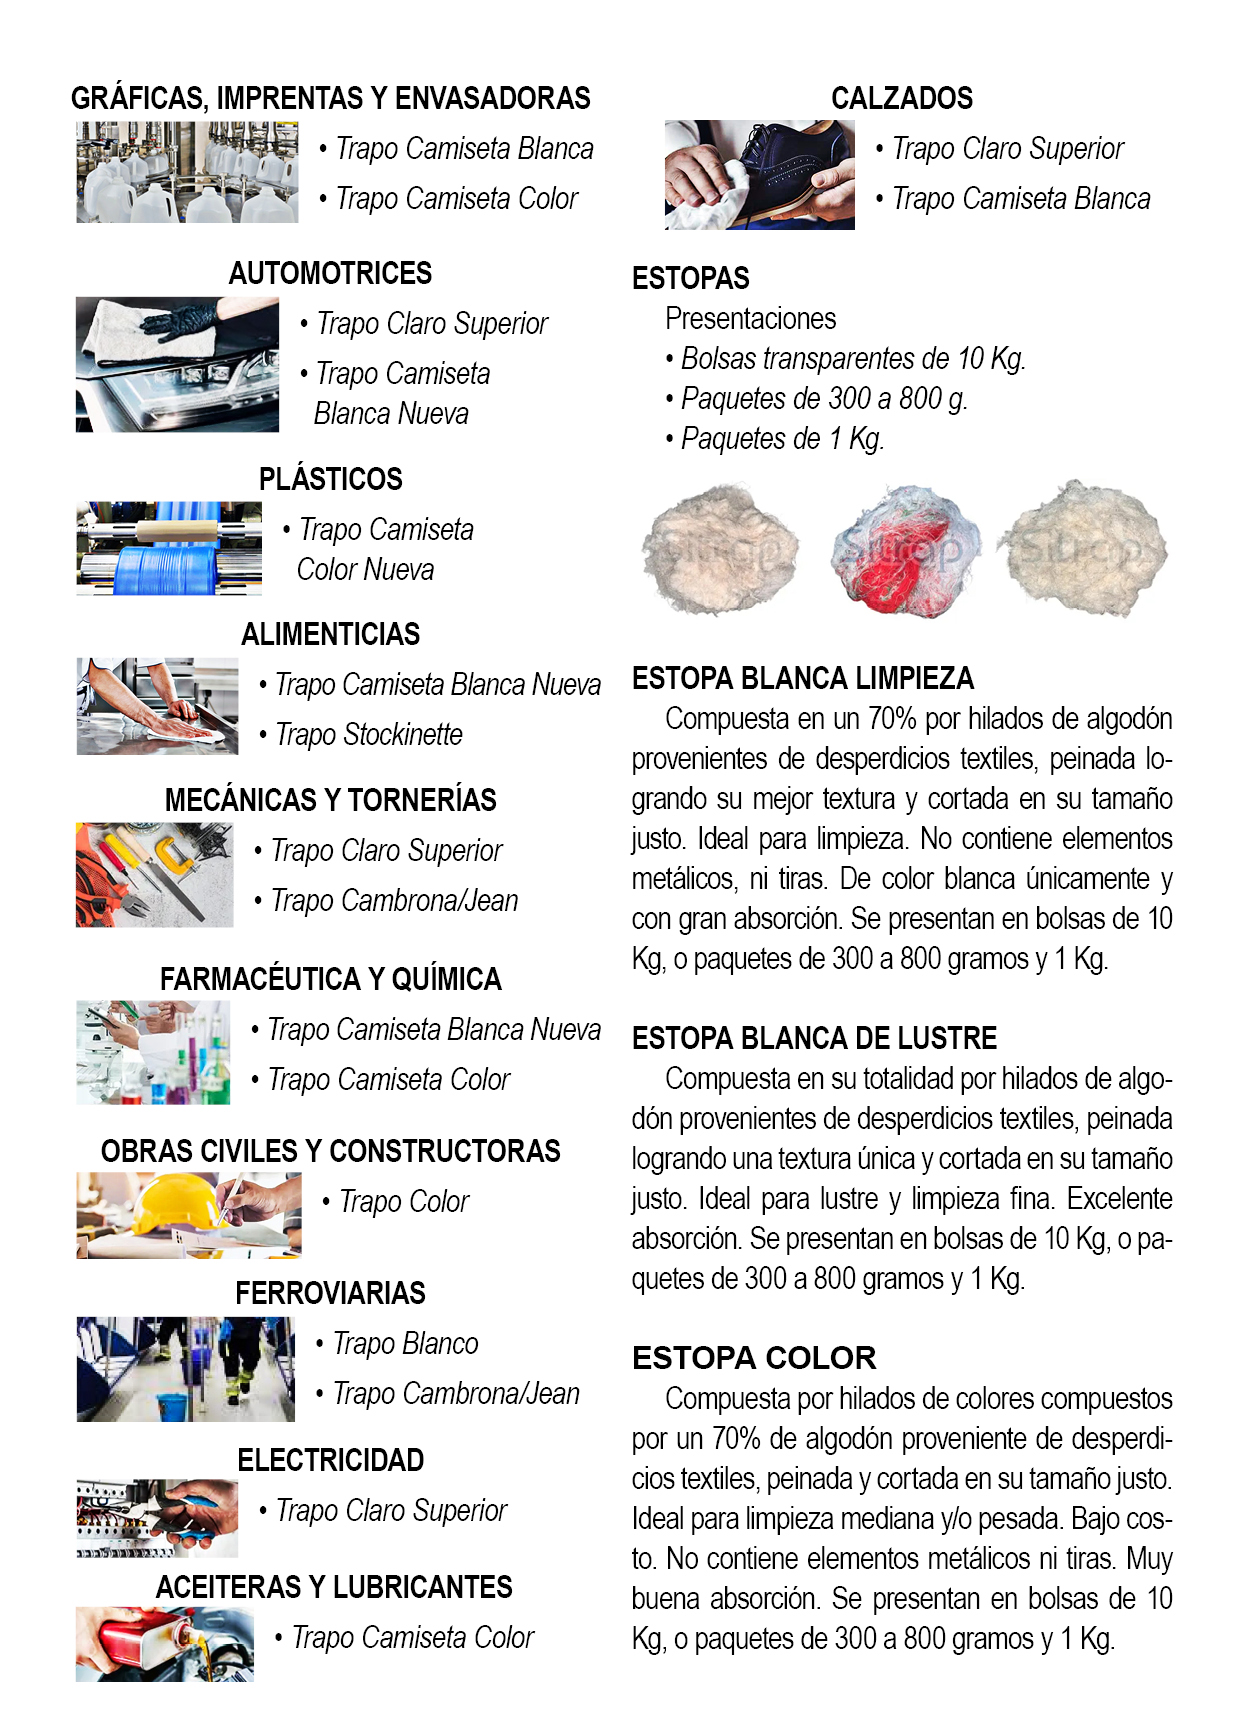 GRÁFICAS, IMPRENTAS Y ENVASADORAS
• Trapo Camiseta Blanca
• Trapo Camiseta Color
AUTOMOTRICES
• Trapo Claro Superior
• Trapo Camiseta
Blanca Nueva
PLÁSTICOS
• Trapo Camiseta
Color Nueva
ALIMENTICIAS
• Trapo Camiseta Blanca Nueva
• Trapo Stockinette
MECÁNICAS Y TORNERÍAS
• Trapo Claro Superior
• Trapo Cambrona/Jean
FARMACÉUTICA Y QUÍMICA
• Trapo Camiseta Blanca Nueva
• Trapo Camiseta Color
OBRAS CIVILES Y CONSTRUCTORAS
• Trapo Color
FERROVIARIAS
• Trapo Blanco
• Trapo Cambrona/Jean
ELECTRICIDAD
• Trapo Claro Superior
ACEITERAS Y LUBRICANTES
• Trapo Camiseta Color
CALZADOS
• Trapo Claro Superior
• Trapo Camiseta Blanca
ESTOPAS
Presentaciones
• Bolsas transparentes de 10 Kg.
• Paquetes de 300 a 800 g.
• Paquetes de 1 Kg.
ESTOPA BLANCA LIMPIEZA
Compuesta en un 70% por hilados de algodón
provenientes de desperdicios textiles, peinada lo-
grando su mejor textura y cortada en su tamaño
justo. Ideal para limpieza. No contiene elementos
metálicos, ni tiras. De color blanca únicamente y
con gran absorción. Se presentan en bolsas de 10
Kg, o paquetes de 300 a 800 gramos y 1 Kg.
ESTOPA BLANCA DE LUSTRE
Compuesta en su totalidad por hilados de algo-
dón provenientes de desperdicios textiles, peinada
logrando una textura única y cortada en su tamaño
justo. Ideal para lustre y limpieza fina. Excelente
absorción. Se presentan en bolsas de 10 Kg, o pa-
quetes de 300 a 800 gramos y 1 Kg.
ESTOPA COLOR
Compuesta por hilados de colores compuestos
por un 70% de algodón proveniente de desperdi-
cios textiles, peinada y cortada en su tamaño justo.
Ideal para limpieza mediana y/o pesada. Bajo cos-
to. No contiene elementos metálicos ni tiras. Muy
buena absorción. Se presentan en bolsas de 10
Kg, o paquetes de 300 a 800 gramos y 1 Kg.